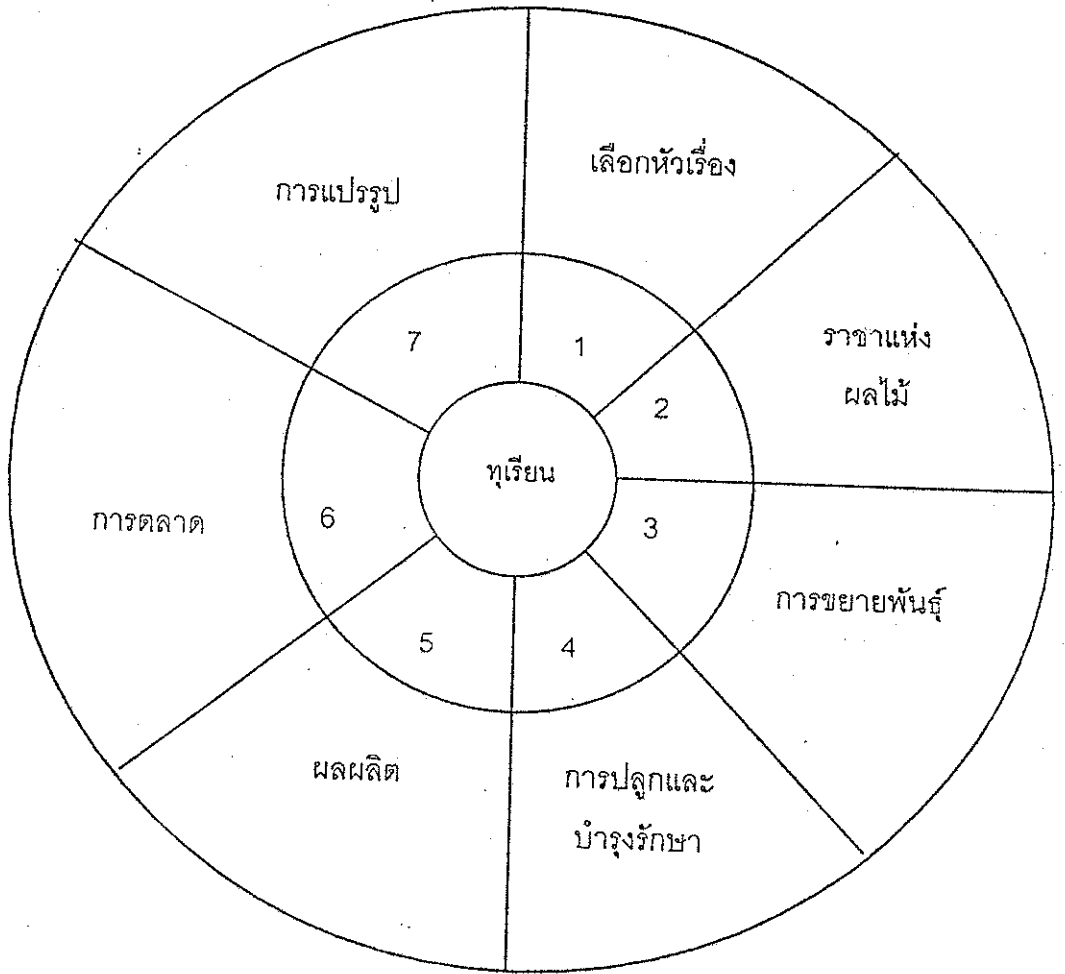 ทุเรียน
1
เลือกหัวเรื่อง
2
ราชาแห่ง
ผลไม้
3
การขยายพันธุ์
4
การปลูกและ
บำรุงรักษา
5
ผลผลิต
6
การตลาด
7
การแปรรูป